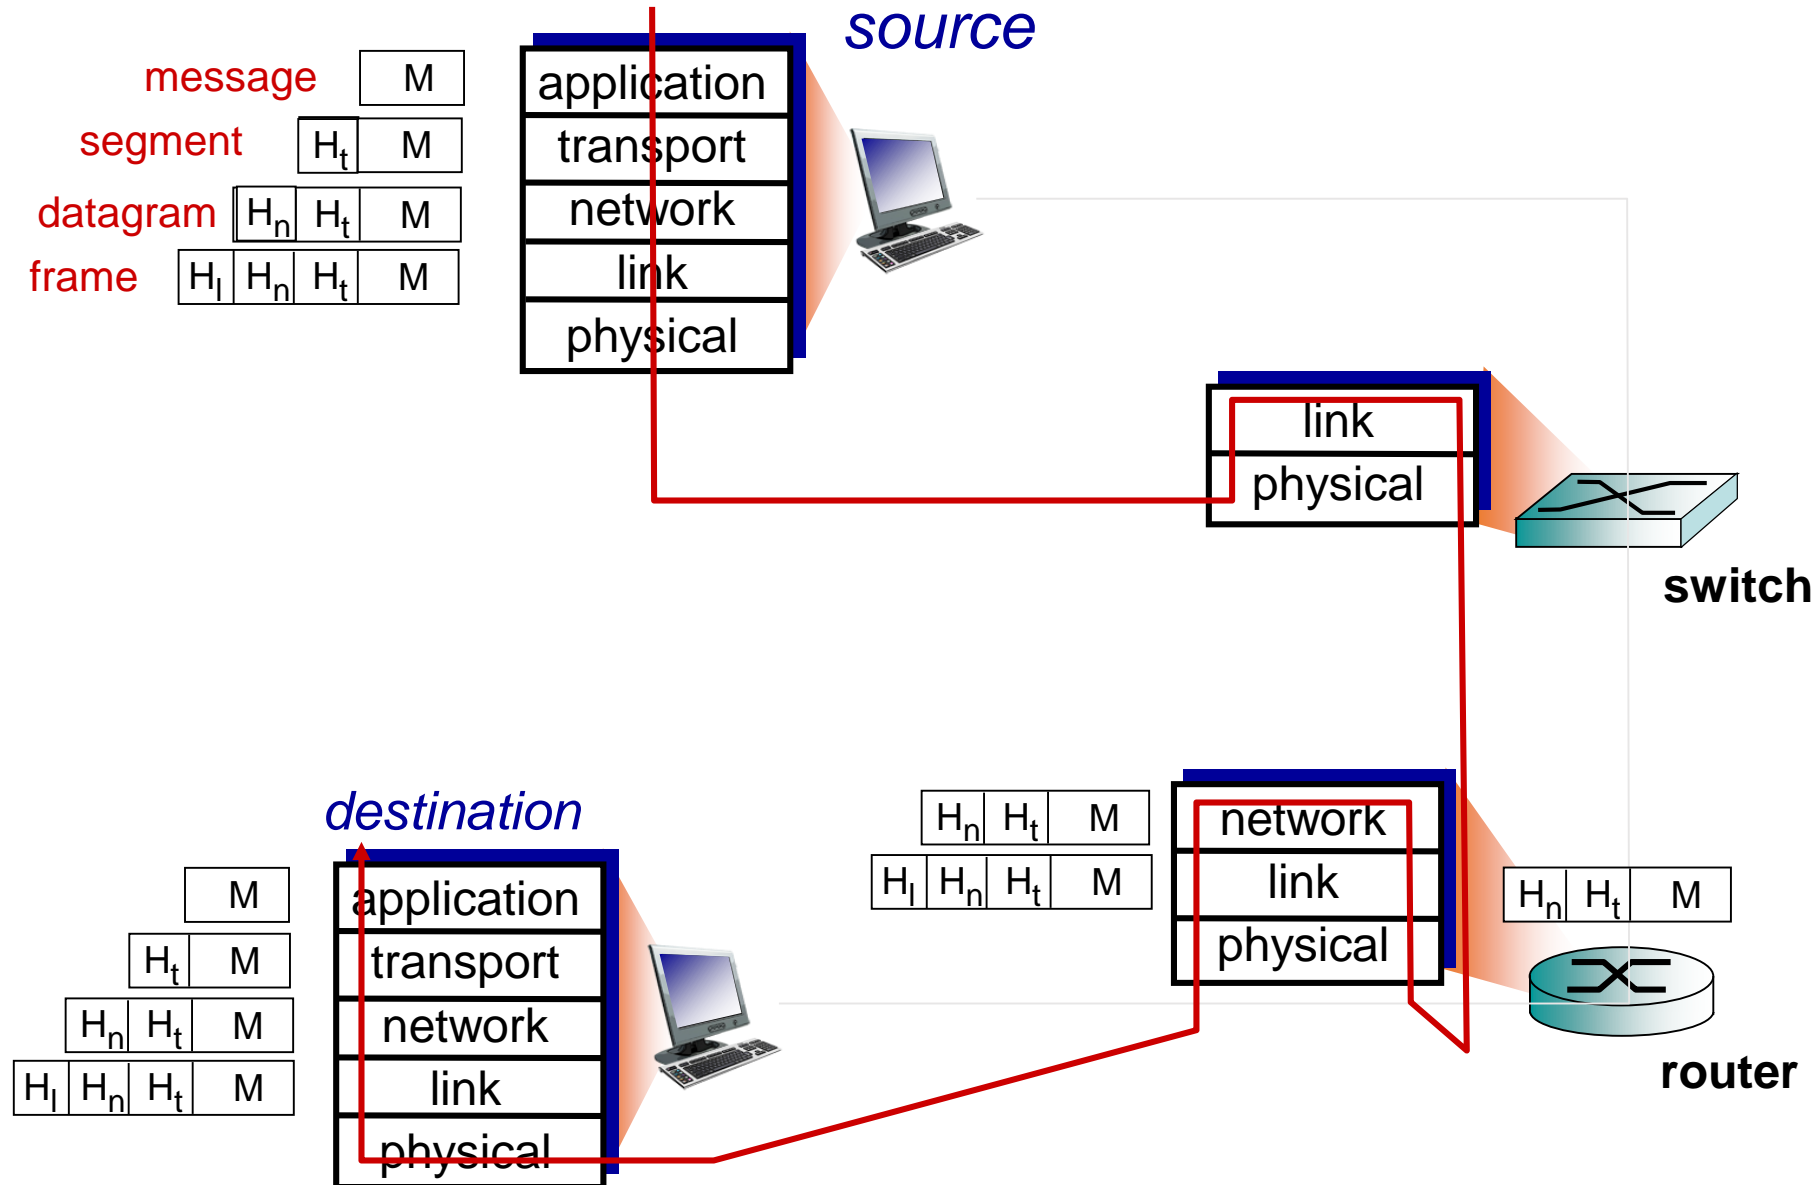 source
message M
segment Ht M
datagram Hn Ht M
frame Hl Hn Ht M
application
transport
network
link
physical
link
physical
switch
destination
M
Ht M
Hn Ht M
Hl Hn Ht M
application
transport
network
link
physical
Hn Ht M
Hl Hn Ht M
network
link
physical
Hn Ht M
router